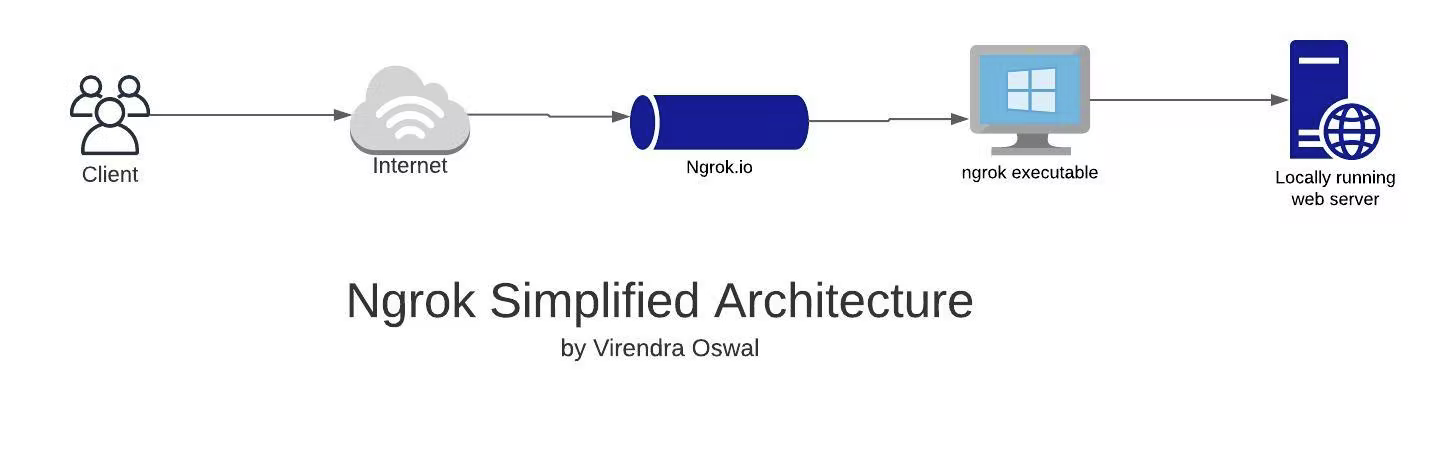 Client
Internet
Ngrok.io
ngrok executable
Locally running
web server
Ngrok Simplified Architecture
by Virendra Oswal